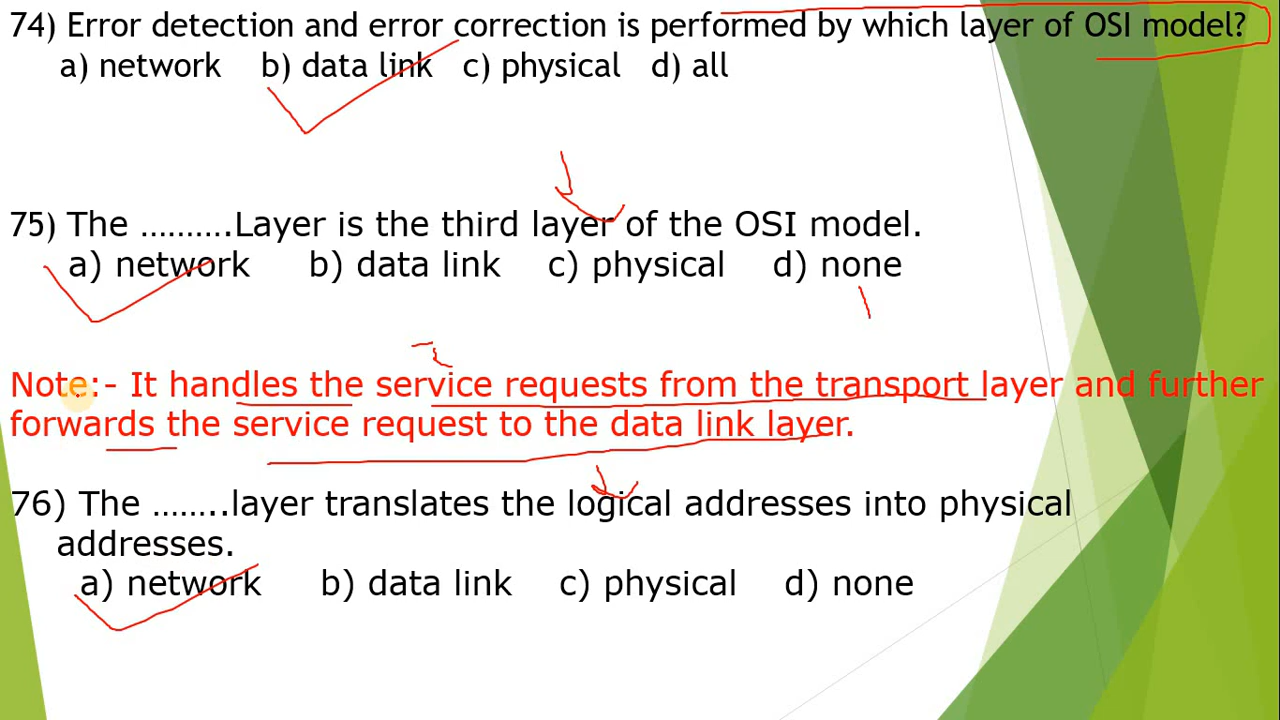 74) Error detection and error correction is performed by which layer of OSI model?
a) network b) data link c) physical d) all
75) The ……….Layer is the third layer of the OSI model.
a) network b) data link c) physical d) none
Note:- It handles the service requests from the transport layer and further
forwards the service request to the data link layer.
76) The ……..layer translates the logical addresses into physical
addresses.
a) network b) data link c) physical d) none